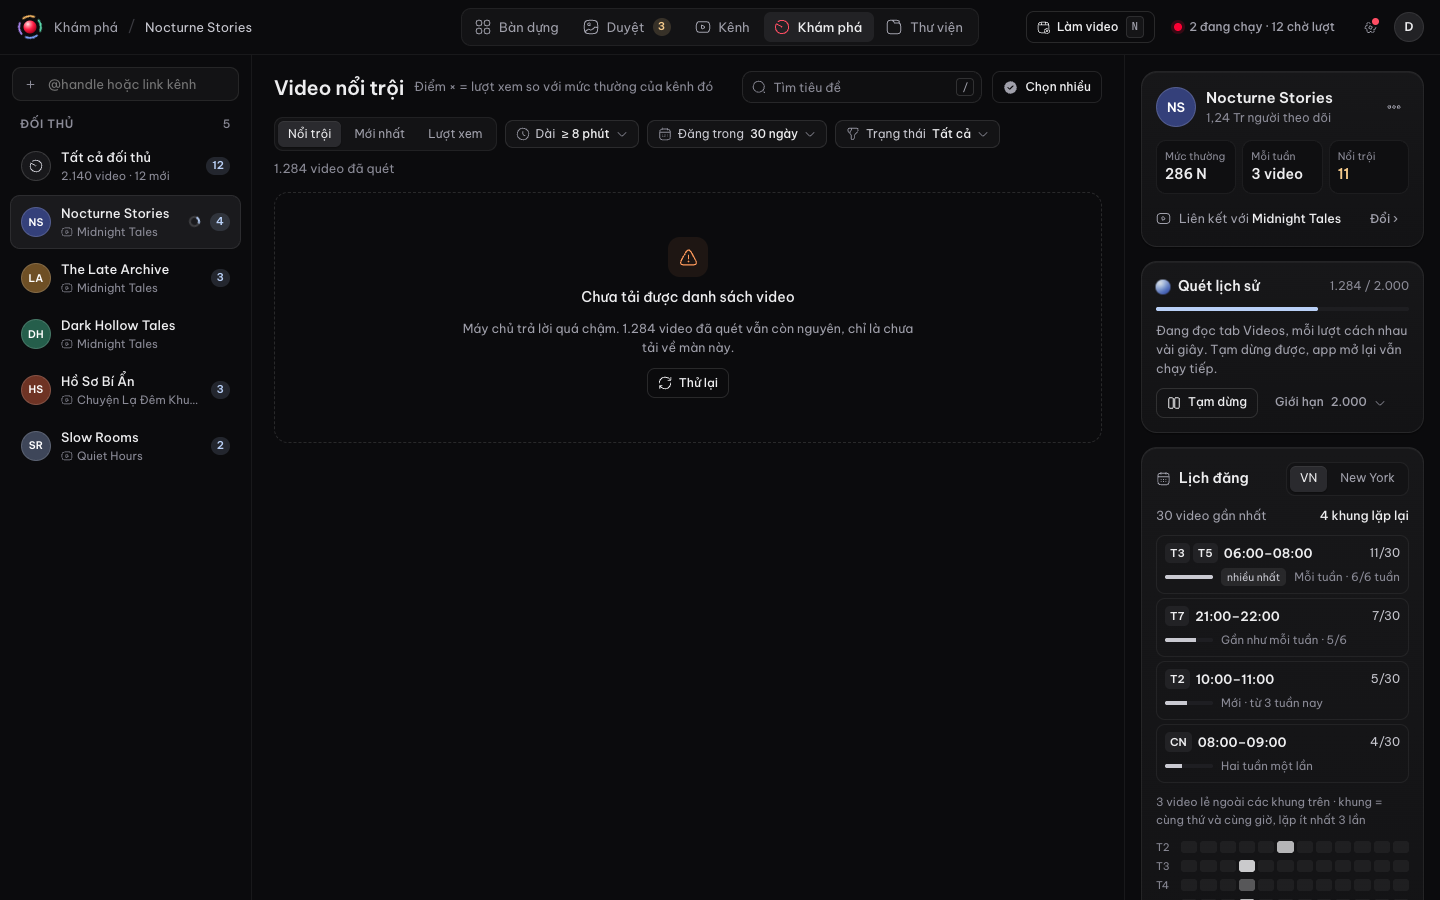 Khám phá / Nocturne Stories
Bàn dựng
Duyệt 3
Kênh
Khám phá
Thư viện
Làm video N
2 đang chạy · 12 chờ lượt
D
+ @handle hoặc link kênh
ĐỐI THỦ 5
Tất cả đối thủ
2.140 video · 12 mới
12
NS
Nocturne Stories
Midnight Tales
4
LA
The Late Archive
Midnight Tales
3
DH
Dark Hollow Tales
Midnight Tales
HS
Hồ Sơ Bí Ẩn
Chuyện Lạ Đêm Khu...
3
SR
Slow Rooms
Quiet Hours
2
Video nổi trội
Điểm × = lượt xem so với mức thường của kênh đó
Tìm tiêu đề /
Chọn nhiều
Nổi trội
Mới nhất
Lượt xem
Dài ≥ 8 phút
Đăng trong 30 ngày
Trạng thái Tất cả
1.284 video đã quét
Chưa tải được danh sách video
Máy chủ trả lời quá chậm. 1.284 video đã quét vẫn còn nguyên, chỉ là chưa
tải về màn này.
Thử lại
NS
Nocturne Stories
1,24 Tr người theo dõi
Mức thường
286 N
Mỗi tuần
3 video
Nổi trội
11
Liên kết với Midnight Tales
Đổi ›
Quét lịch sử
1.284 / 2.000
Đang đọc tab Videos, mỗi lượt cách nhau
vài giây. Tạm dừng được, app mở lại vẫn
chạy tiếp.
Tạm dừng
Giới hạn 2.000
Lịch đăng
VN
New York
30 video gần nhất
4 khung lặp lại
T3 T5 06:00–08:00 11/30
nhiều nhất Mỗi tuần · 6/6 tuần
T7 21:00–22:00 7/30
Gần như mỗi tuần · 5/6
T2 10:00–11:00 5/30
Mới · từ 3 tuần nay
CN 08:00–09:00 4/30
Hai tuần một lần
3 video lẻ ngoài các khung trên · khung =
cùng thứ và cùng giờ, lặp ít nhất 3 lần
T2
T3
T4